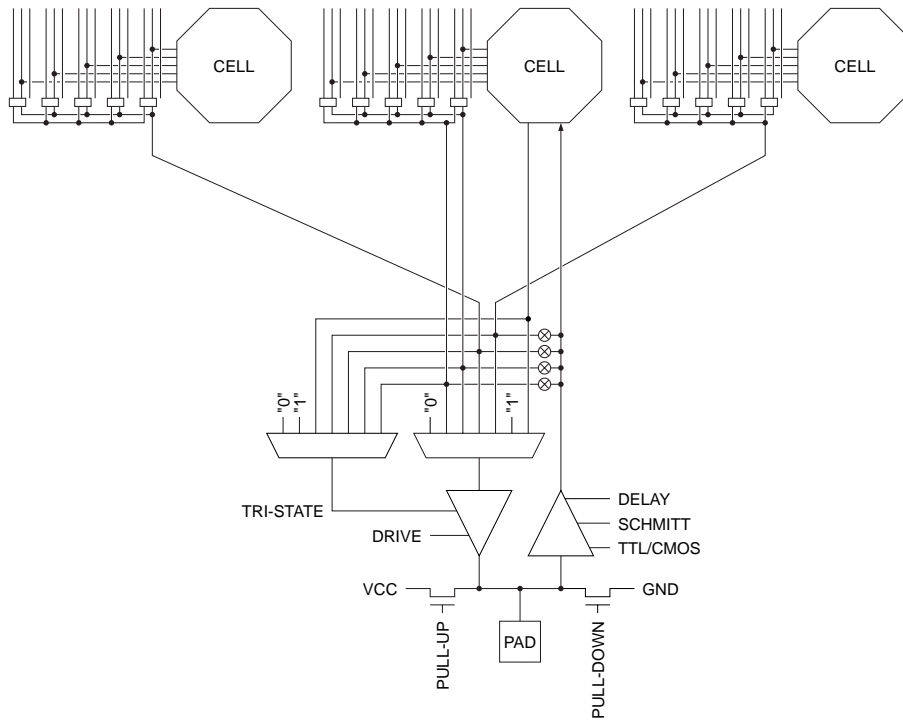 CELL
CELL
CELL
"0"
"1"
"0"
"1"
TRI-STATE
DRIVE
DELAY
SCHMITT
TTL/CMOS
VCC
GND
PULL-UP
PAD
PULL-DOWN